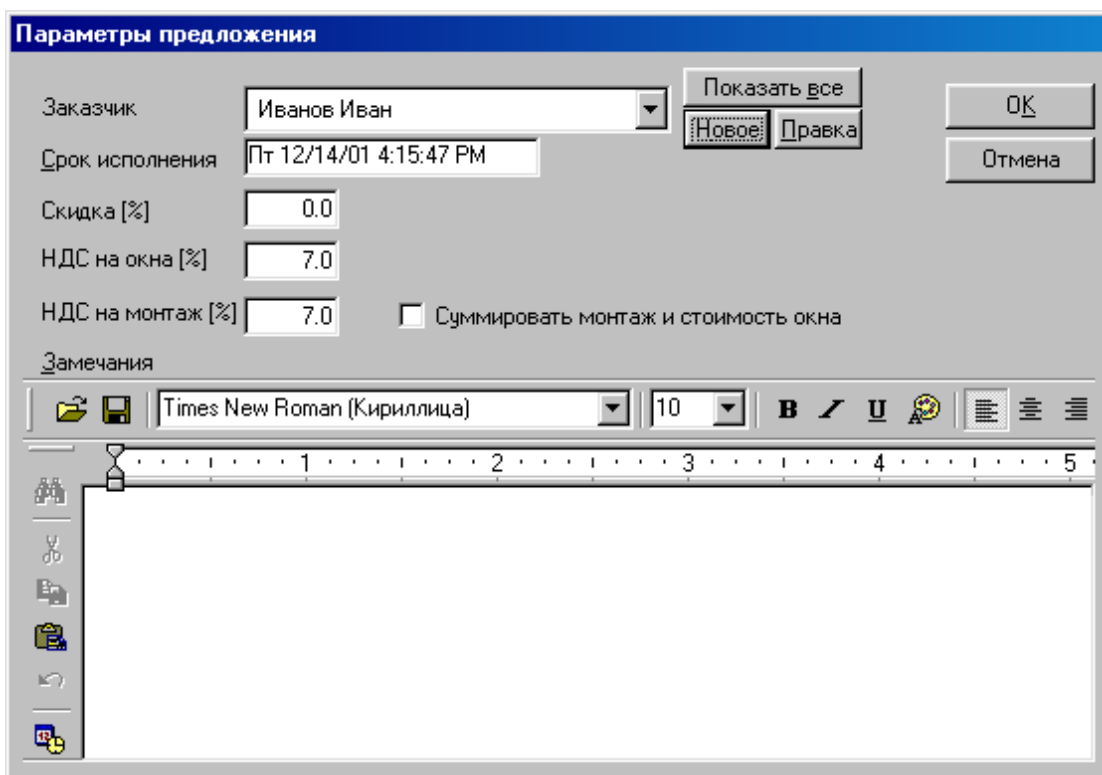 Параметры предложения
Заказчик
Иванов Иван
Показать все
OK
Новое
Правка
Срок исполнения
Пт 12/14/01 4:15:47 PM
Отмена
Скидка [%]
0.0
НДС на окна [%]
7.0
НДС на монтаж [%]
7.0
Суммировать монтаж и стоимость окна
Замечания
Times New Roman (Кириллица)
10
B
I
U
1 2 3 4 5